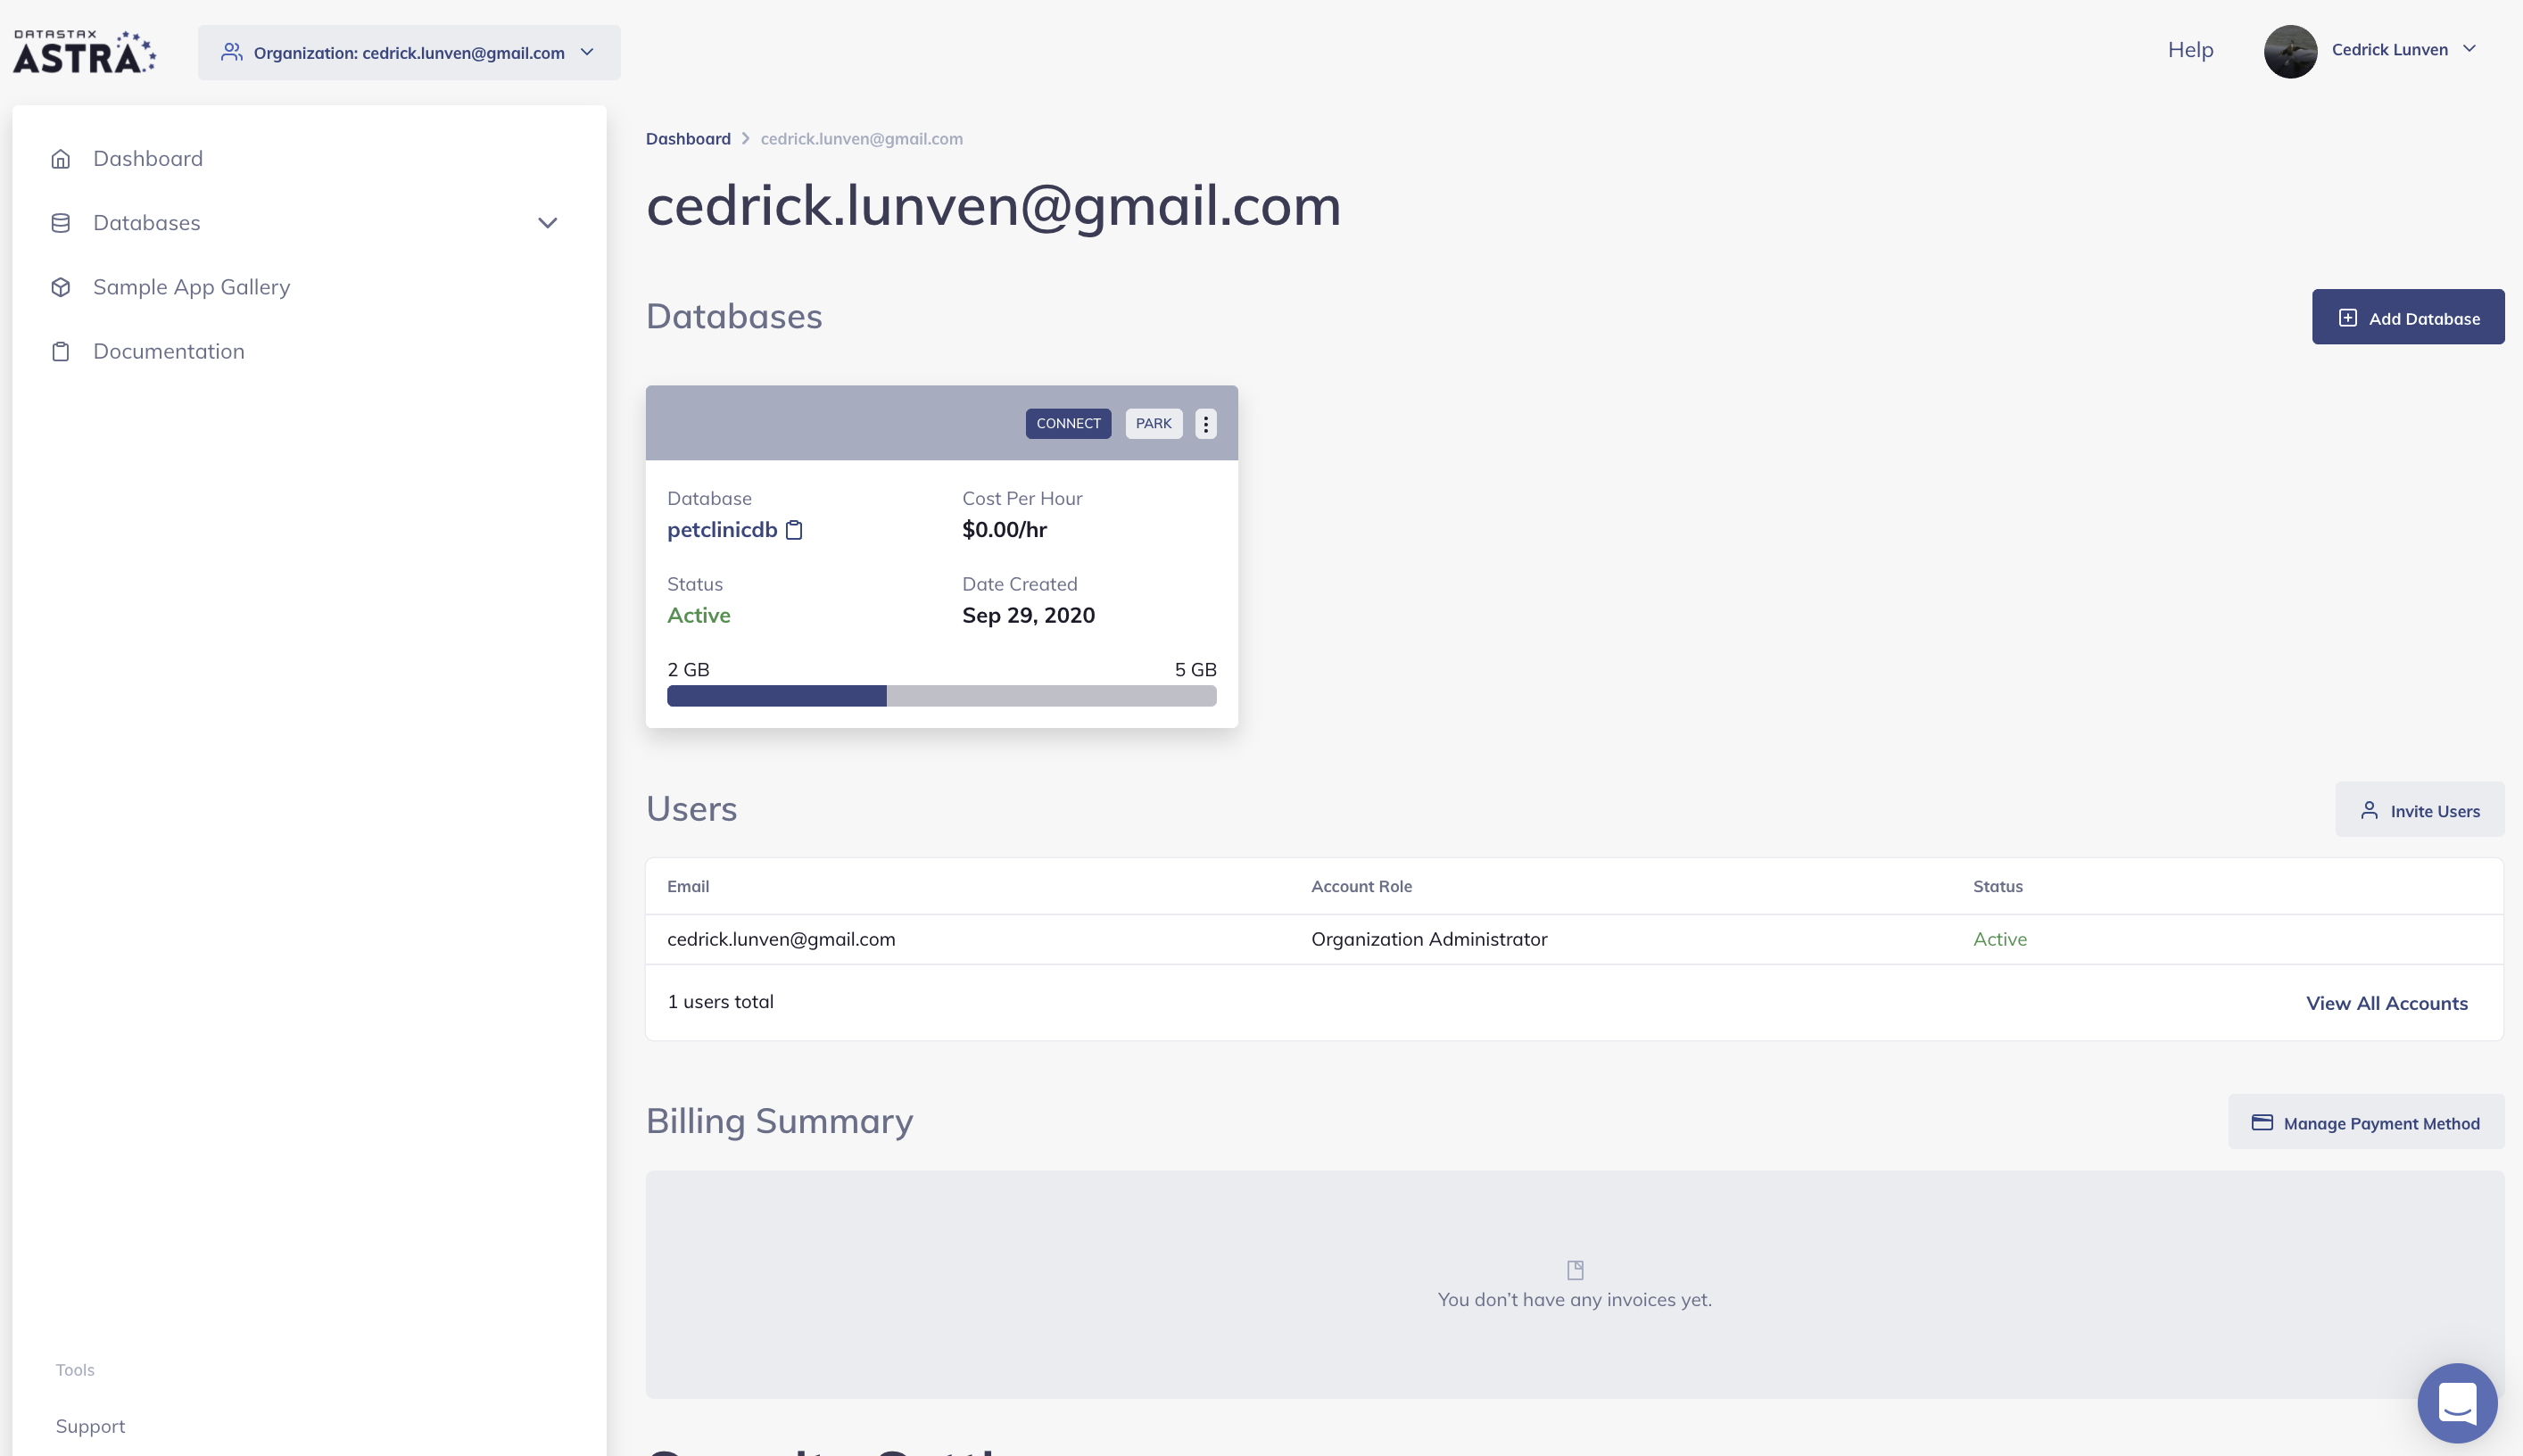 DATASTAX
ASTRA
Organization: cedrick.lunven@gmail.com
Help
Cedrick Lunven
Dashboard
Databases
Sample App Gallery
Documentation
Tools
Support
Dashboard
cedrick.lunven@gmail.com
cedrick.lunven@gmail.com
Databases
Add Database
CONNECT
PARK
Database
Cost Per Hour
petclinicdb
$0.00/hr
Status
Date Created
Active
Sep 29, 2020
2 GB
5 GB
Users
Invite Users
Email
Account Role
Status
cedrick.lunven@gmail.com
Organization Administrator
Active
1 users total
View All Accounts
Billing Summary
Manage Payment Method
You don’t have any invoices yet.